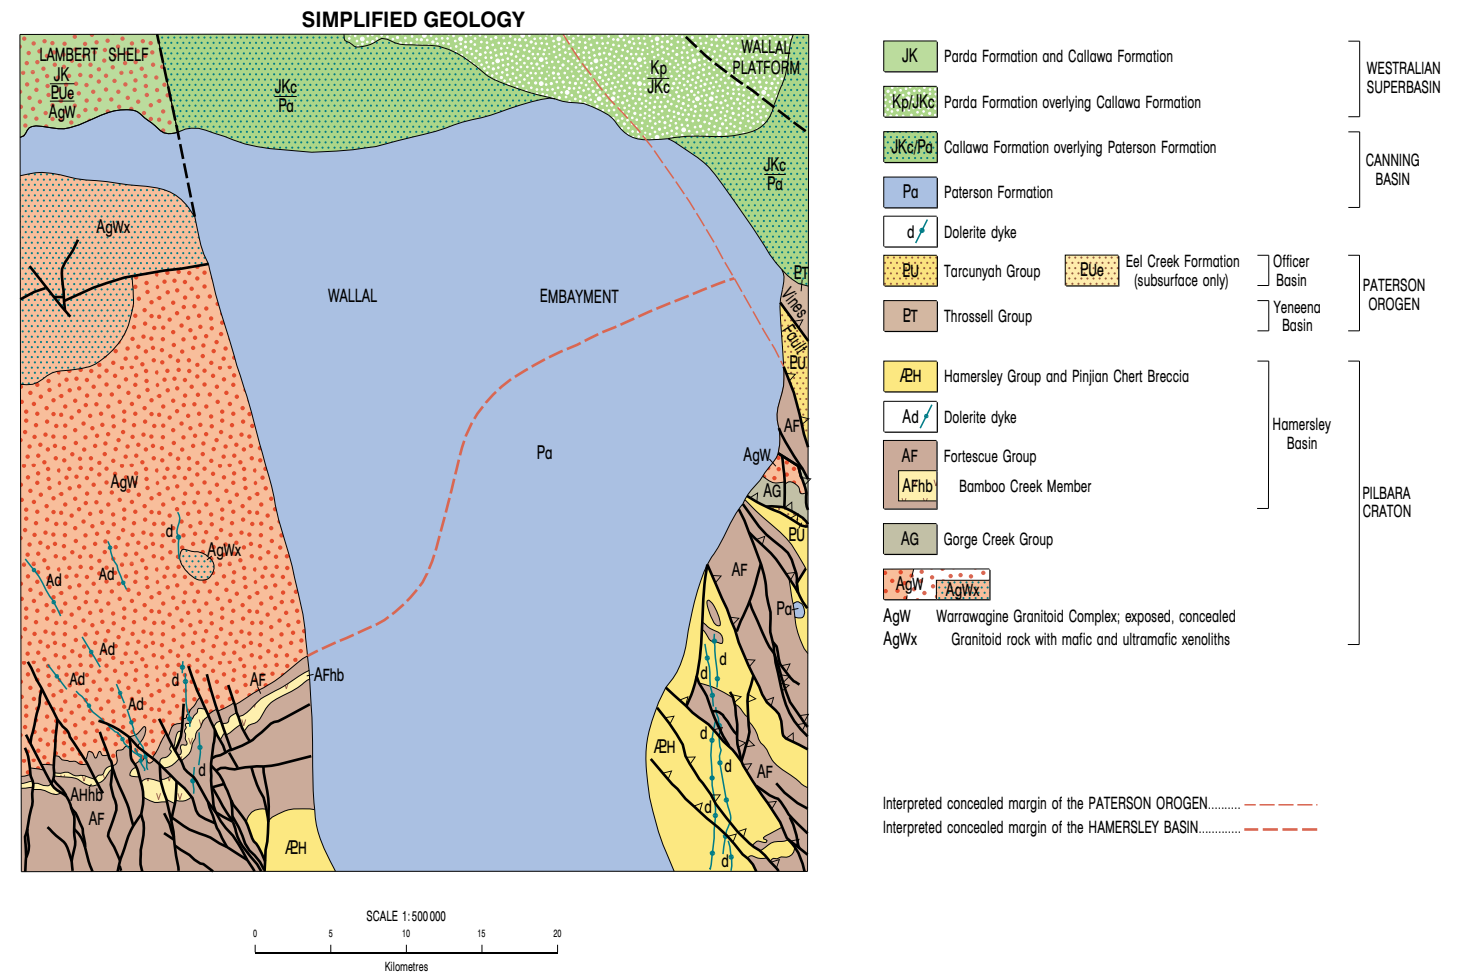 SIMPLIFIED GEOLOGY
LAMBERT SHELF
JK
PUe
AgW
JKc
Pa
Kp
JKc
WALLAL
PLATFORM
JKc
Pa
AgWx
WALLAL EMBAYMENT
PT
Vines
Fault
PU
AF
AgW
AG
PU
Pa
AgW
Pa
d
AgWx
Ad
Ad
Ad
Ad
d
Ad
AF
AFhb
AF
d
d
d
ÆH
d
d
AF
d
d
AHhb
AF
ÆH
JK Parda Formation and Callawa Formation
Kp/JKc Parda Formation overlying Callawa Formation
WESTRALIAN
SUPERBASIN
JKc/Pa Callawa Formation overlying Paterson Formation
Pa Paterson Formation
CANNING
BASIN
d Dolerite dyke
PU Tarcunyah Group
PUe Eel Creek Formation
(subsurface only)
Officer
Basin
PT Throssell Group
Yeneena
Basin
PATERSON
OROGEN
ÆH Hamersley Group and Pinjian Chert Breccia
Ad Dolerite dyke
AF Fortescue Group
AFhb Bamboo Creek Member
Hamersley
Basin
AG Gorge Creek Group
AgW AgWx
AgW Warrawagine Granitoid Complex; exposed, concealed
AgWx Granitoid rock with mafic and ultramafic xenoliths
PILBARA
CRATON
Interpreted concealed margin of the PATERSON OROGEN..........
Interpreted concealed margin of the HAMERSLEY BASIN.............
SCALE 1:500 000
0 5 10 15 20
Kilometres